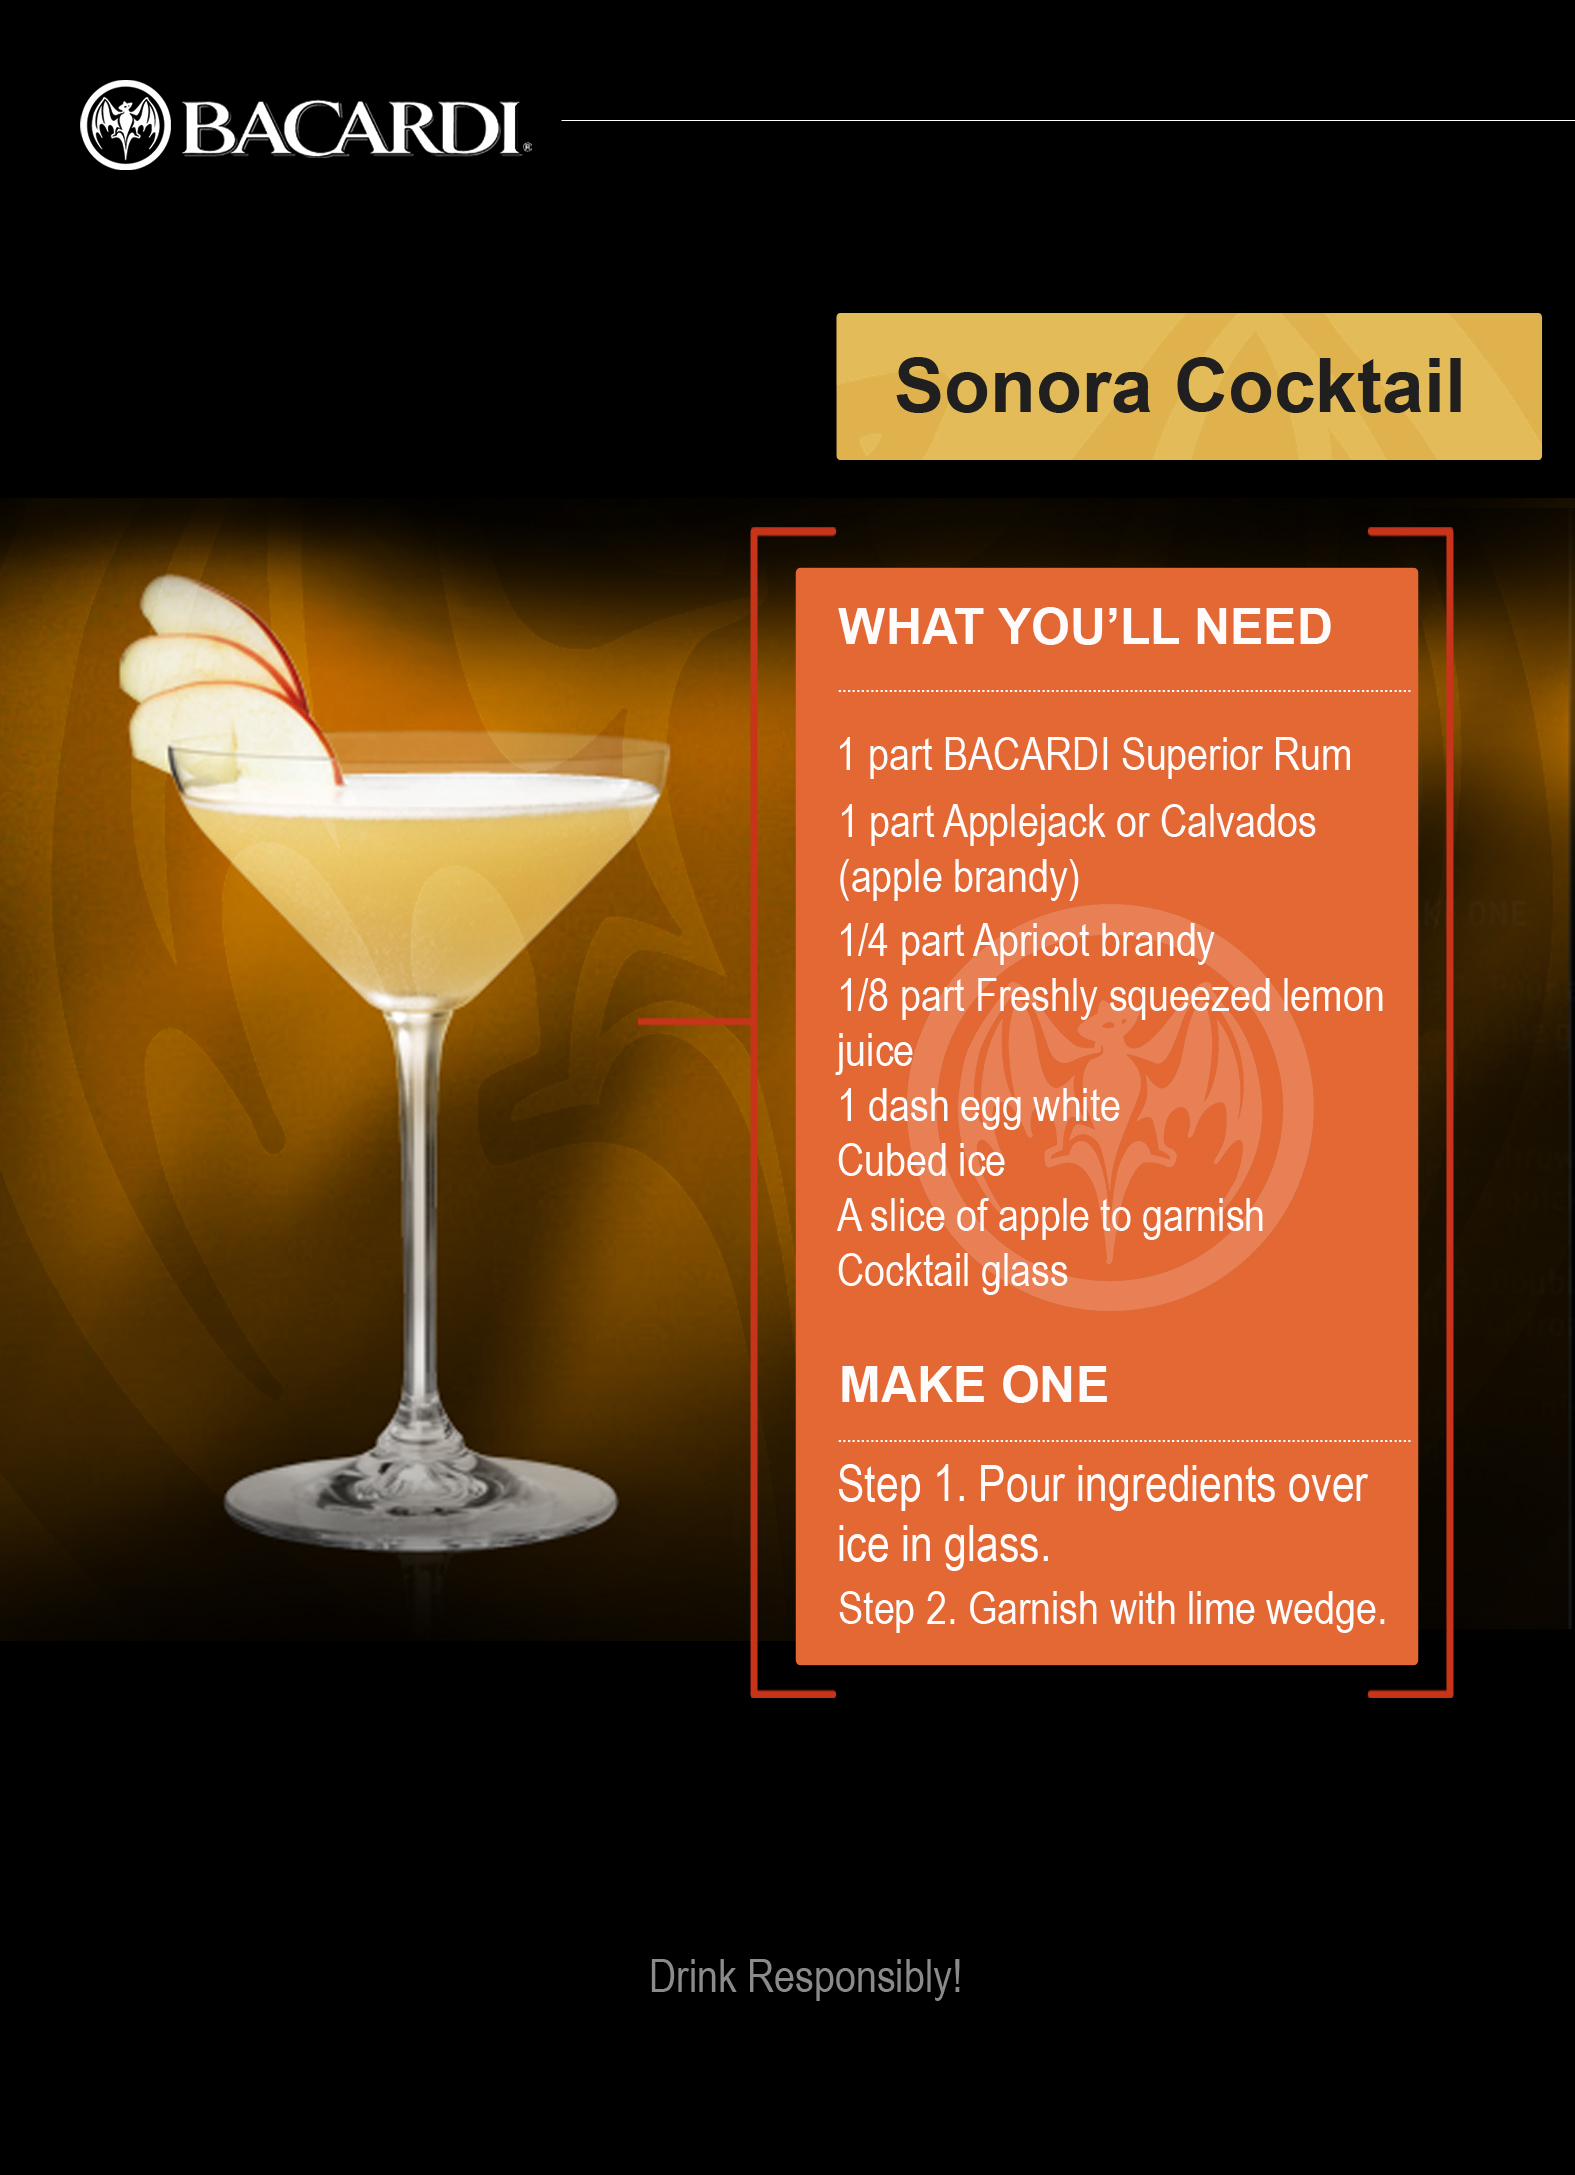 BACARDI®
Sonora Cocktail
WHAT YOU’LL NEED
1 part BACARDI Superior Rum
1 part Applejack or Calvados
(apple brandy)
1/4 part Apricot brandy
1/8 part Freshly squeezed lemon
juice
1 dash egg white
Cubed ice
A slice of apple to garnish
Cocktail glass
MAKE ONE
Step 1. Pour ingredients over
ice in glass.
Step 2. Garnish with lime wedge.
Drink Responsibly!